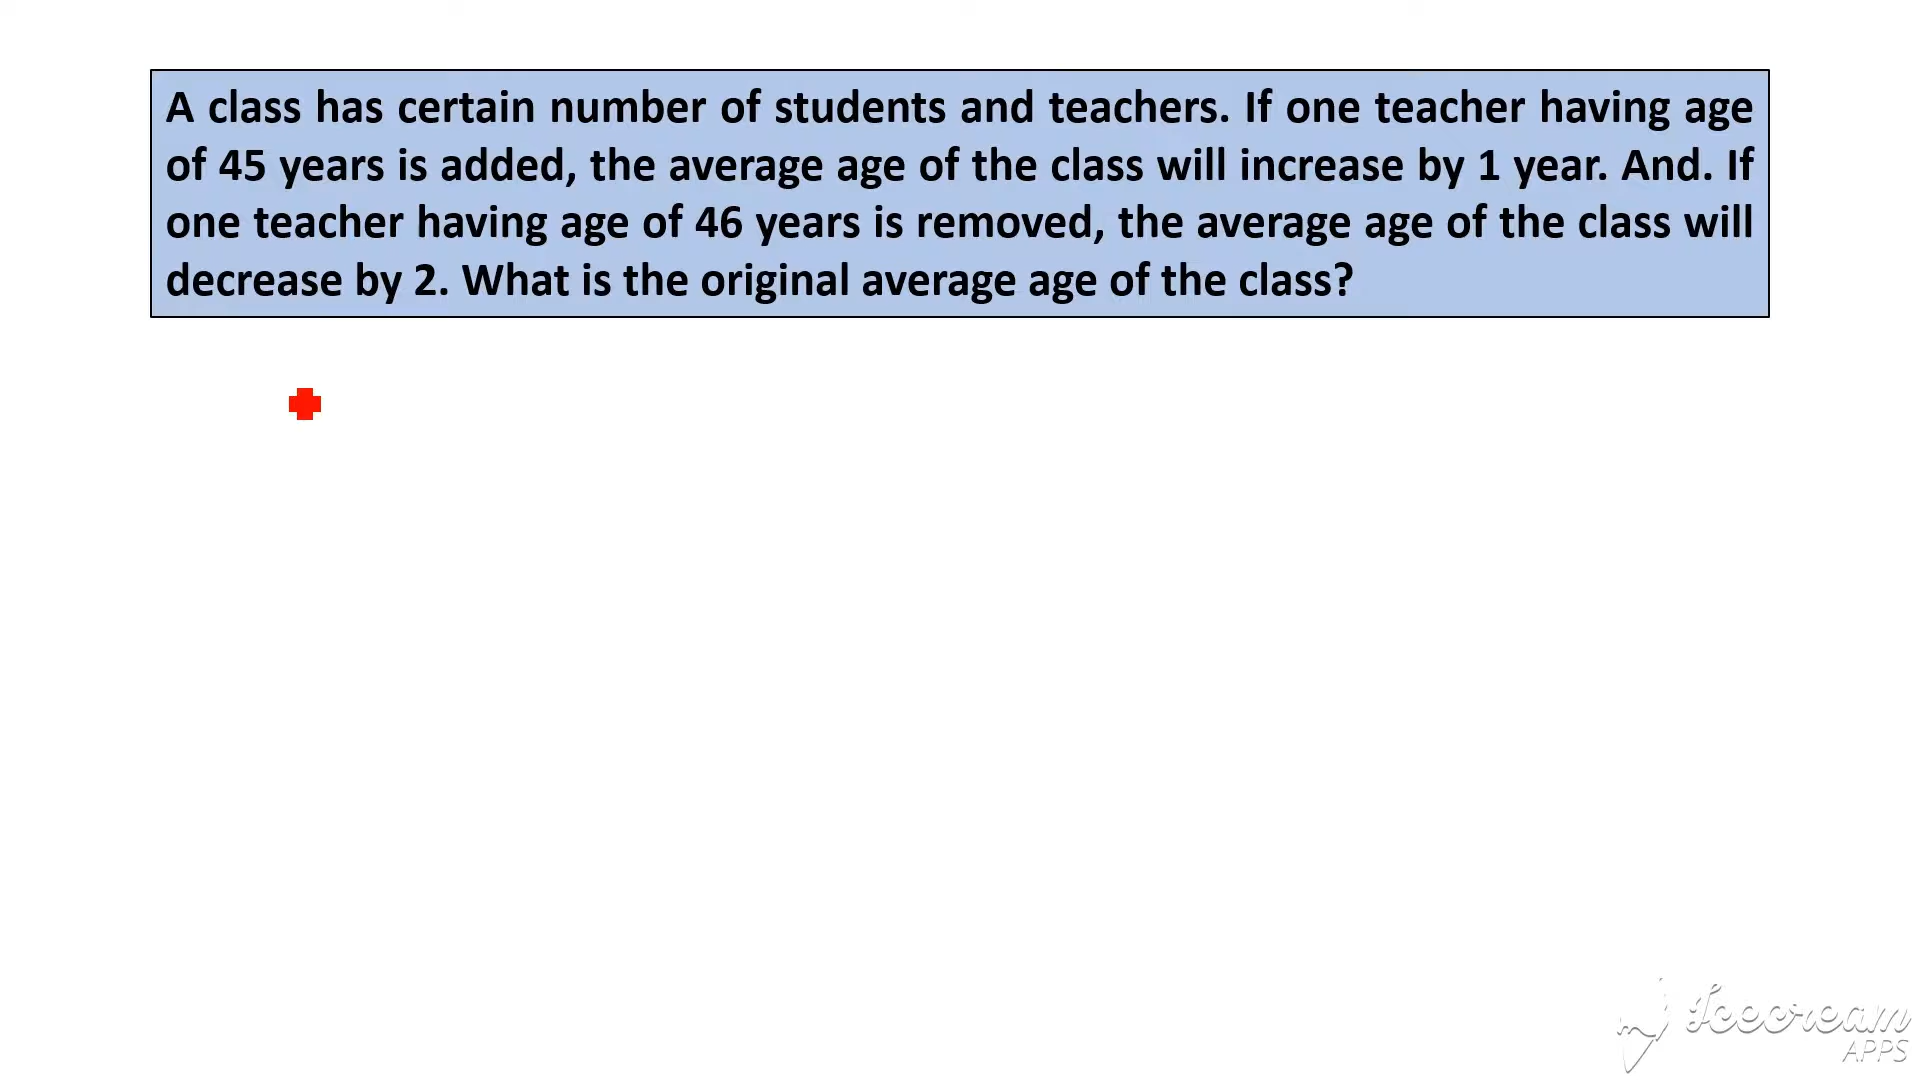 A class has certain number of students and teachers. If one teacher having age
of 45 years is added, the average age of the class will increase by 1 year. And. If
one teacher having age of 46 years is removed, the average age of the class will
decrease by 2. What is the original average age of the class?
Icecream
APPS